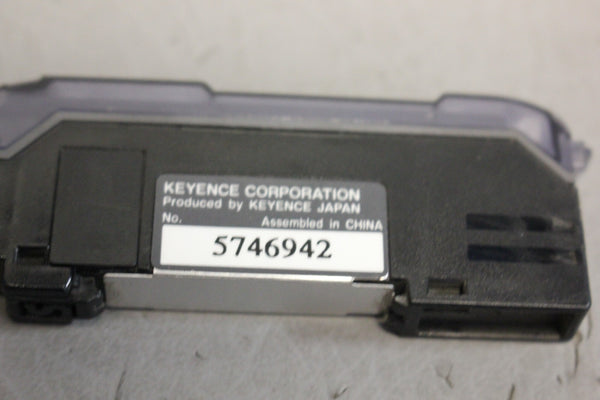 KEYENCE CORPORATION
Produced by KEYENCE JAPAN
No. Assembled in CHINA
5746942